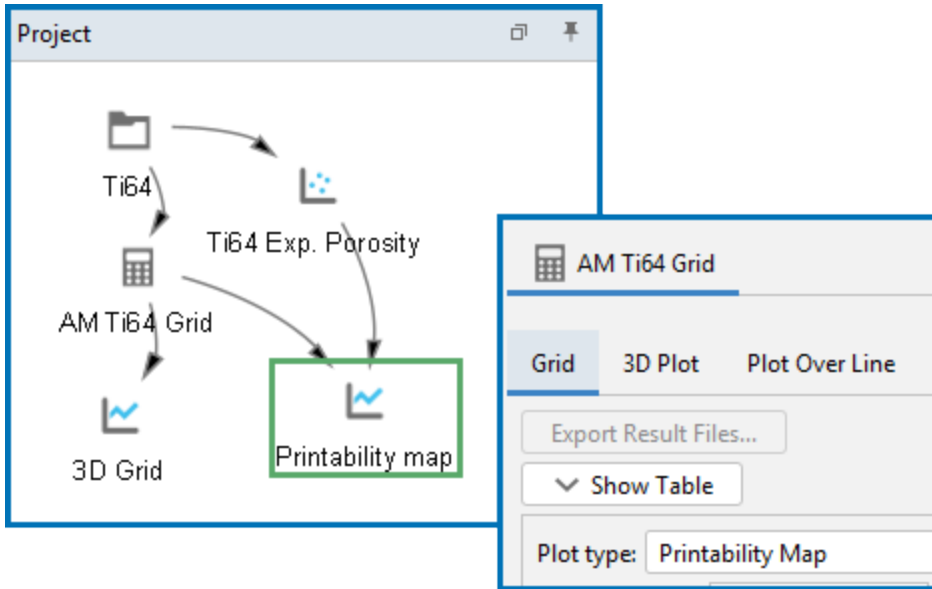 Project
Ti64
Ti64 Exp. Porosity
AM Ti64 Grid
3D Grid
Printability map
AM Ti64 Grid
Grid 3D Plot Plot Over Line
Export Result Files...
Show Table
Plot type: Printability Map